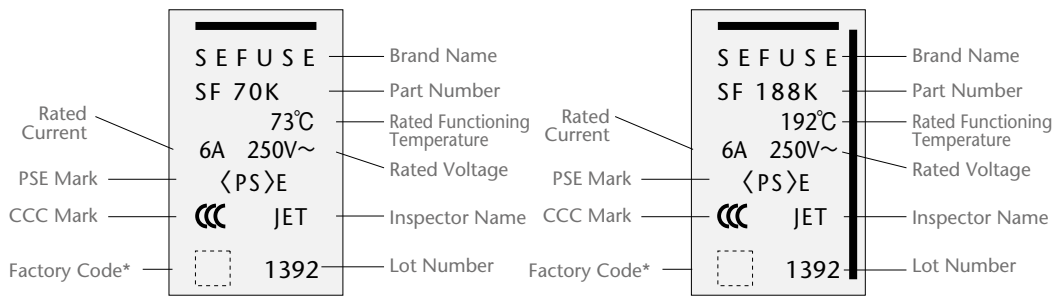 SEFUSE
Brand Name
SF 70K
Part Number
73℃
Rated Functioning
Temperature
Rated
Current
6A 250V～
Rated Voltage
PSE Mark
〈PS〉E
CCC Mark
CCC
JET
Inspector Name
Factory Code*
1392
Lot Number
SEFUSE
Brand Name
SF 188K
Part Number
192℃
Rated Functioning
Temperature
Rated
Current
6A 250V～
Rated Voltage
PSE Mark
〈PS〉E
CCC Mark
CCC
JET
Inspector Name
Factory Code*
1392
Lot Number